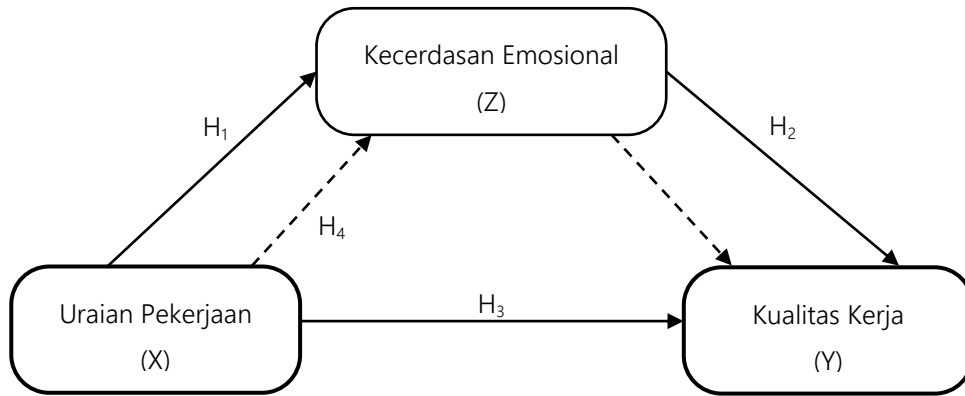 Kecerdasan Emosional
(Z)
H₁
H₂
H₄
Uraian Pekerjaan
(X)
H₃
Kualitas Kerja
(Y)